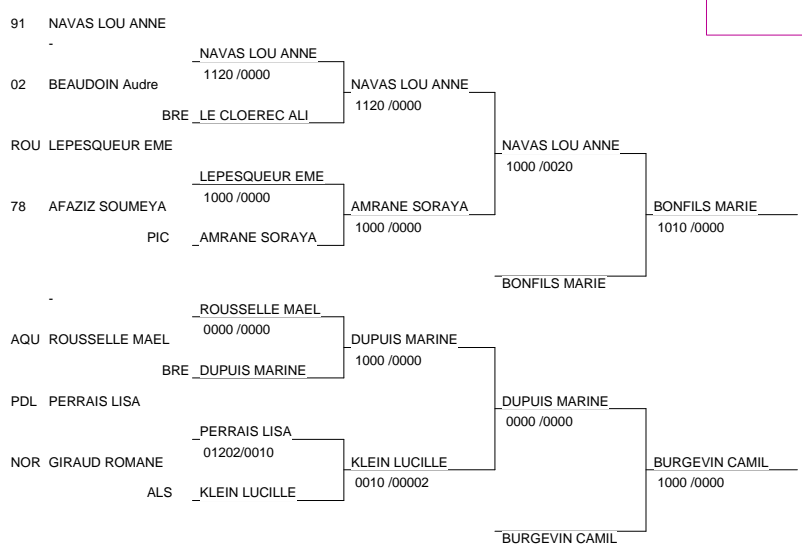 91 NAVAS LOU ANNE
-
NAVAS LOU ANNE
1120 /0000
02 BEAUDOIN Audre
NAVAS LOU ANNE
1120 /0000
BRE LE CLOEREC ALI
ROU LEPESQUEUR EME
NAVAS LOU ANNE
1000 /0020
LEPESQUEUR EME
1000 /0000
78 AFAZIZ SOUMEYA
AMRANE SORAYA
1000 /0000
BONFILS MARIE
1010 /0000
PIC AMRANE SORAYA
BONFILS MARIE
-
ROUSSELLE MAEL
0000 /0000
AQU ROUSSELLE MAEL
DUPUIS MARINE
1000 /0000
BRE DUPUIS MARINE
PDL PERRAIS LISA
DUPUIS MARINE
0000 /0000
PERRAIS LISA
01202/0010
NOR GIRAUD ROMANE
KLEIN LUCILLE
0010 /00002
BURGEVIN CAMIL
1000 /0000
ALS KLEIN LUCILLE
BURGEVIN CAMIL